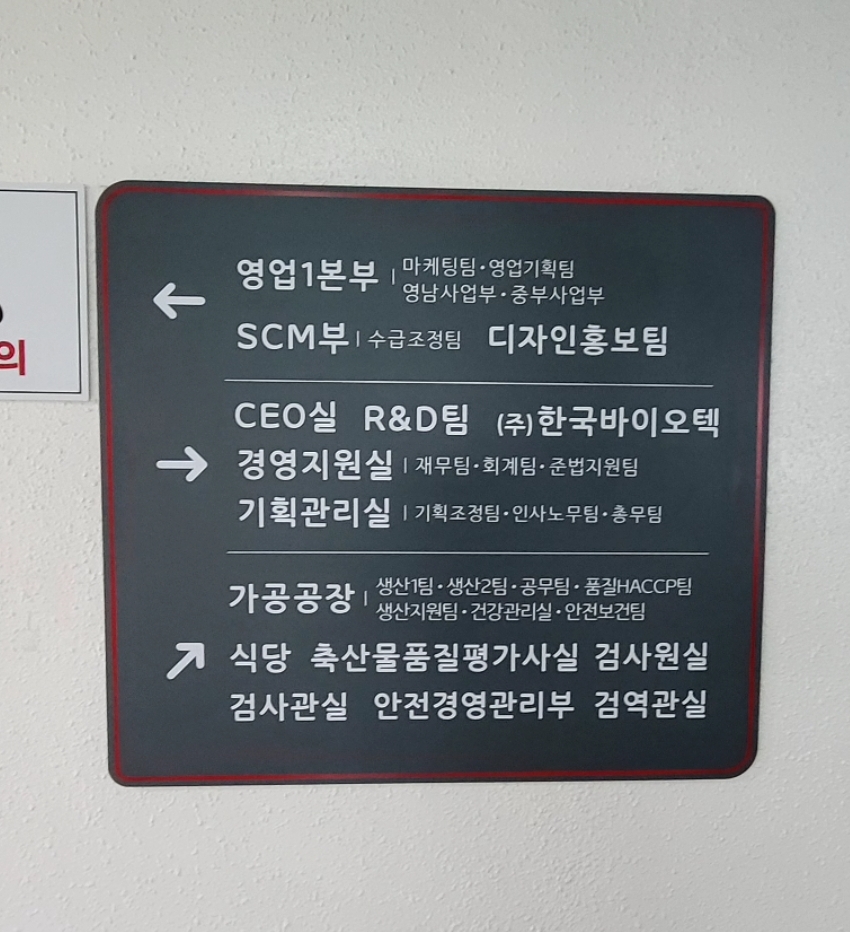 의
← 영업1본부 | 마케팅팀·영업기획팀
영남사업부·중부사업부
SCM부 | 수급조정팀 디자인홍보팀
CEO실 R&D팀 (주)한국바이오텍
→ 경영지원실 | 재무팀·회계팀·준법지원팀
기획관리실 | 기획조정팀·인사노무팀·총무팀
가공공장 | 생산1팀·생산2팀·공무팀·품질HACCP팀
생산지원팀·건강관리실·안전보건팀
↗ 식당 축산물품질평가사실 검사원실
검사관실 안전경영관리부 검역관실